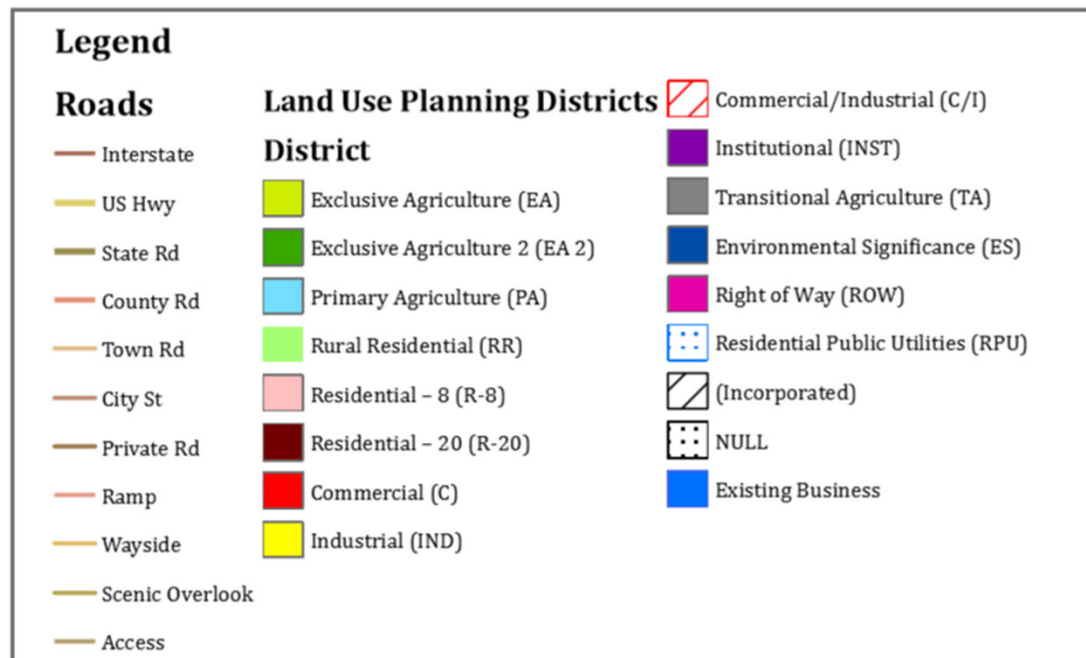 Legend
Roads
Interstate
US Hwy
State Rd
County Rd
Town Rd
City St
Private Rd
Ramp
Wayside
Scenic Overlook
Access
Land Use Planning Districts
District
Exclusive Agriculture (EA)
Exclusive Agriculture 2 (EA 2)
Primary Agriculture (PA)
Rural Residential (RR)
Residential – 8 (R-8)
Residential – 20 (R-20)
Commercial (C)
Industrial (IND)
Commercial/Industrial (C/I)
Institutional (INST)
Transitional Agriculture (TA)
Environmental Significance (ES)
Right of Way (ROW)
Residential Public Utilities (RPU)
(Incorporated)
NULL
Existing Business